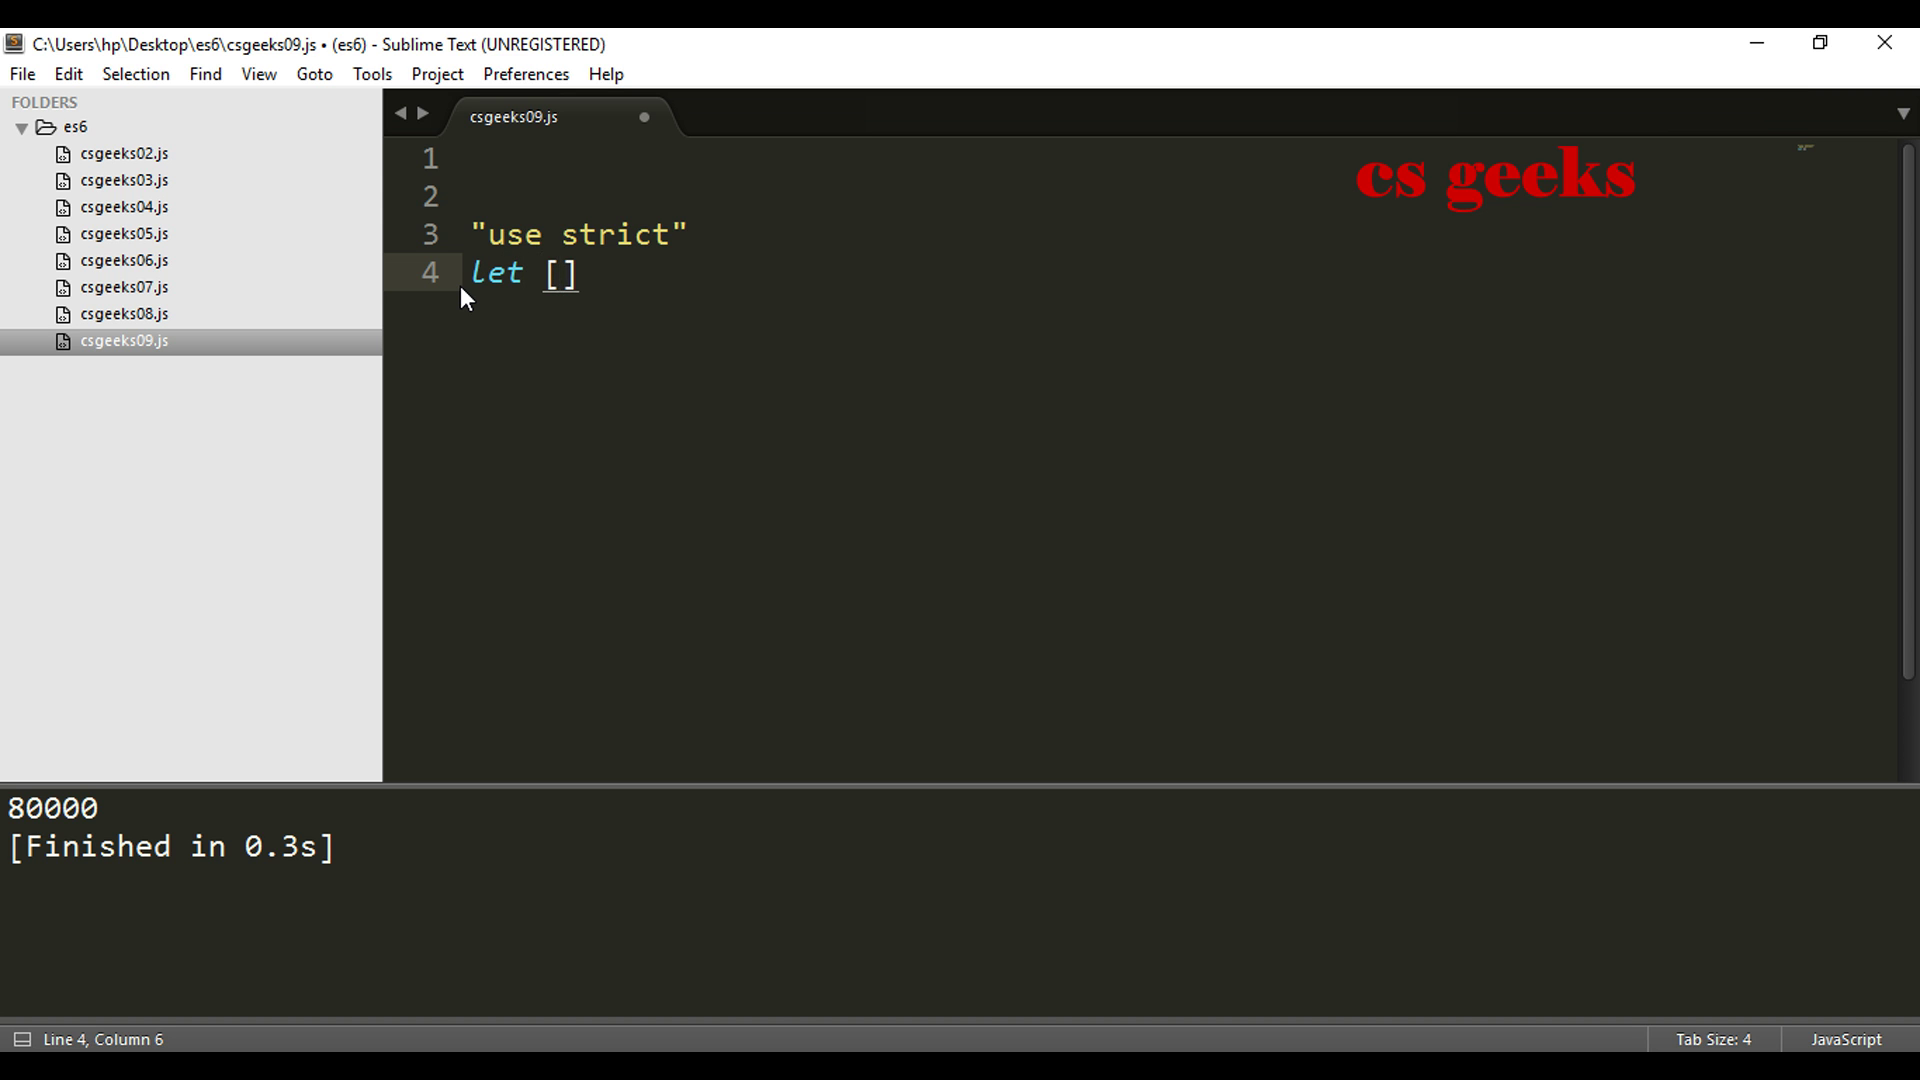 C:\Users\hp\Desktop\es6\csgeeks09.js • (es6) - Sublime Text (UNREGISTERED)
File Edit Selection Find View Goto Tools Project Preferences Help
FOLDERS
es6
csgeeks02.js
csgeeks03.js
csgeeks04.js
csgeeks05.js
csgeeks06.js
csgeeks07.js
csgeeks08.js
csgeeks09.js
csgeeks09.js
cs geeks
1
2
3 "use strict"
4 let []
80000
[Finished in 0.3s]
Line 4, Column 6
Tab Size: 4
JavaScript